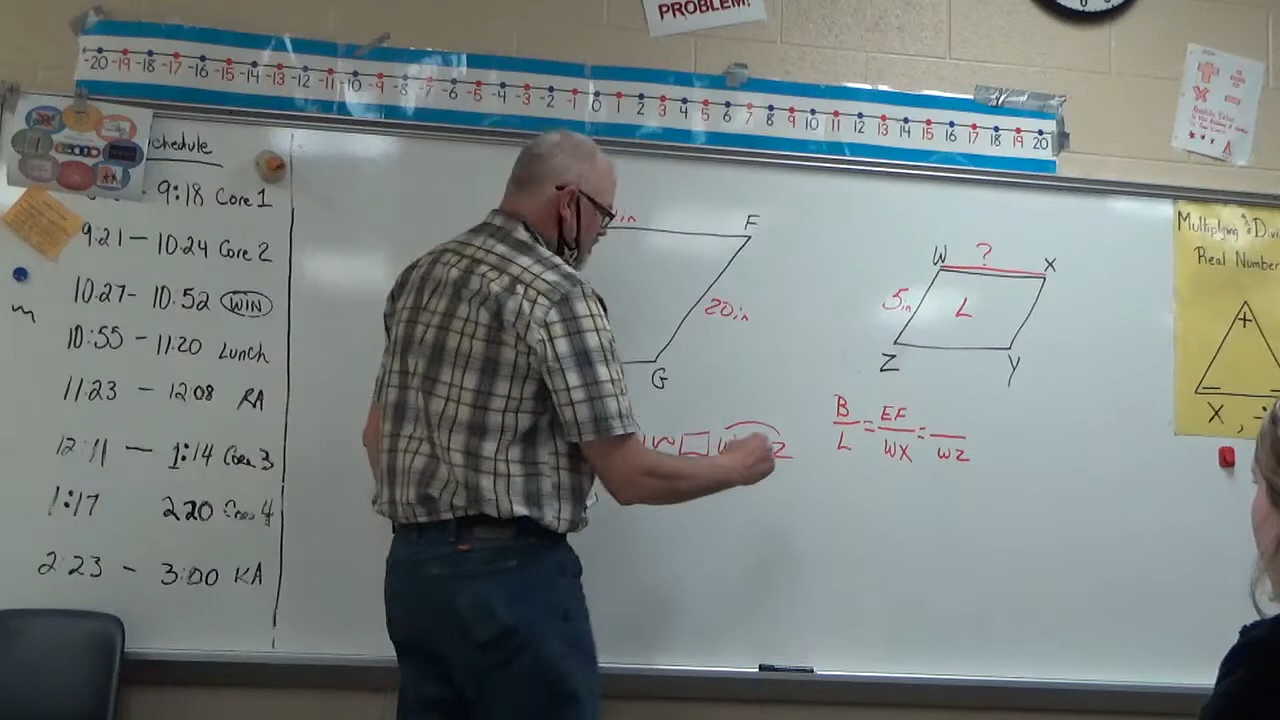 PROBLEM!
-20 -19 -18 -17 -16 -15 -14 -13 -12 -11 -10 -9 -8 -7 -6 -5 -4 -3 -2 -1 0 1 2 3 4 5 6 7 8 9 10 11 12 13 14 15 16 17 18 19 20
chedule
9:18 Core 1
9:21 - 10:24 Core 2
10:27 - 10:52 WIN
10:55 - 11:20 Lunch
11:23 - 1208 RA
12:11 - 1:14 Core 3
1:17 220 Core 4
2:23 - 3:00 KA
m
in
F
20in
G
W ? X
5in L
Z Y
B/L = EF/WX = /WZ
Multiplying & Divi
Real Number
+
- -
X, ÷